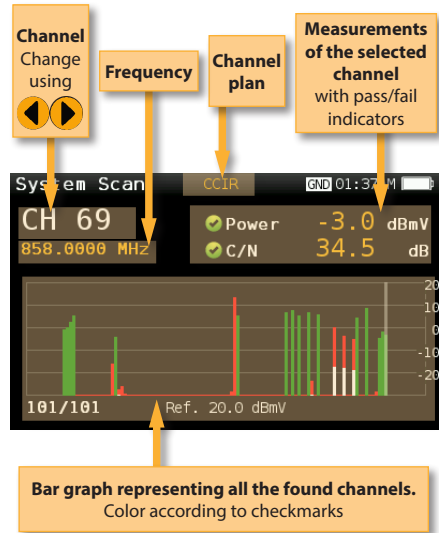 Channel
Change
using
Frequency
Channel
plan
Measurements
of the selected
channel
with pass/fail
indicators
System Scan
CCIR
GND 01:37 M
CH 69
858.0000 MHz
Power -3.0 dBmV
C/N 34.5 dB
20
10
0
-10
-20
101/101
Ref. 20.0 dBmV
Bar graph representing all the found channels.
Color according to checkmarks